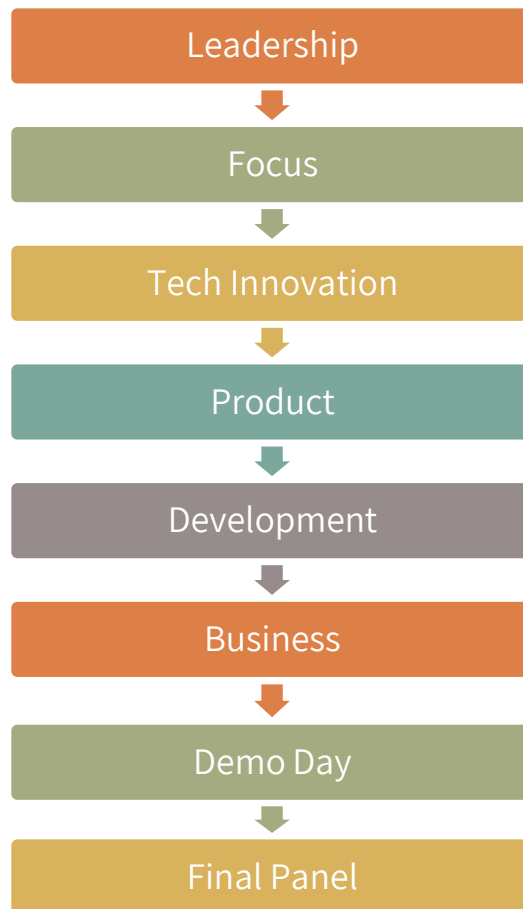 Leadership
Focus
Tech Innovation
Product
Development
Business
Demo Day
Final Panel